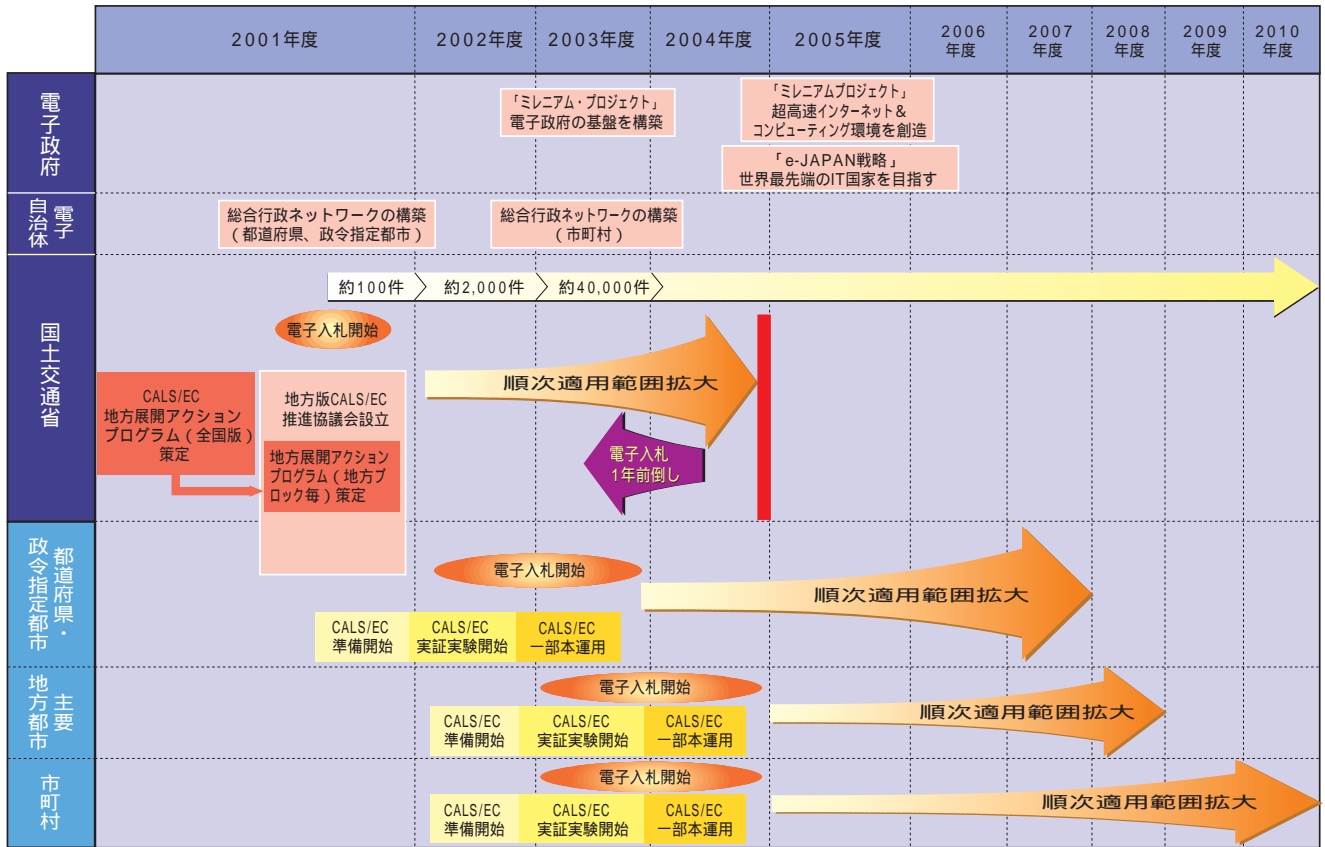 2001年度
2002年度
2003年度
2004年度
2005年度
2006
年度
2007
年度
2008
年度
2009
年度
2010
年度
電子政府
「ミレニアム・プロジェクト」
電子政府の基盤を構築
「ミレニアムプロジェクト」
超高速インターネット＆
コンピューティング環境を創造
「e-JAPAN戦略」
世界最先端のIT国家を目指す
電子
自治体
総合行政ネットワークの構築
（都道府県、政令指定都市）
総合行政ネットワークの構築
（市町村）
国土交通省
約100件
約2,000件
約40,000件
電子入札開始
順次適用範囲拡大
CALS/EC
地方展開アクション
プログラム（全国版）
策定
地方版CALS/EC
推進協議会設立
地方展開アクション
プログラム（地方ブ
ロック毎）策定
電子入札
1年前倒し
都道府県・
政令指定都市
電子入札開始
順次適用範囲拡大
CALS/EC
準備開始
CALS/EC
実証実験開始
CALS/EC
一部本運用
主要
地方都市
電子入札開始
順次適用範囲拡大
CALS/EC
準備開始
CALS/EC
実証実験開始
CALS/EC
一部本運用
市町村
電子入札開始
順次適用範囲拡大
CALS/EC
準備開始
CALS/EC
実証実験開始
CALS/EC
一部本運用